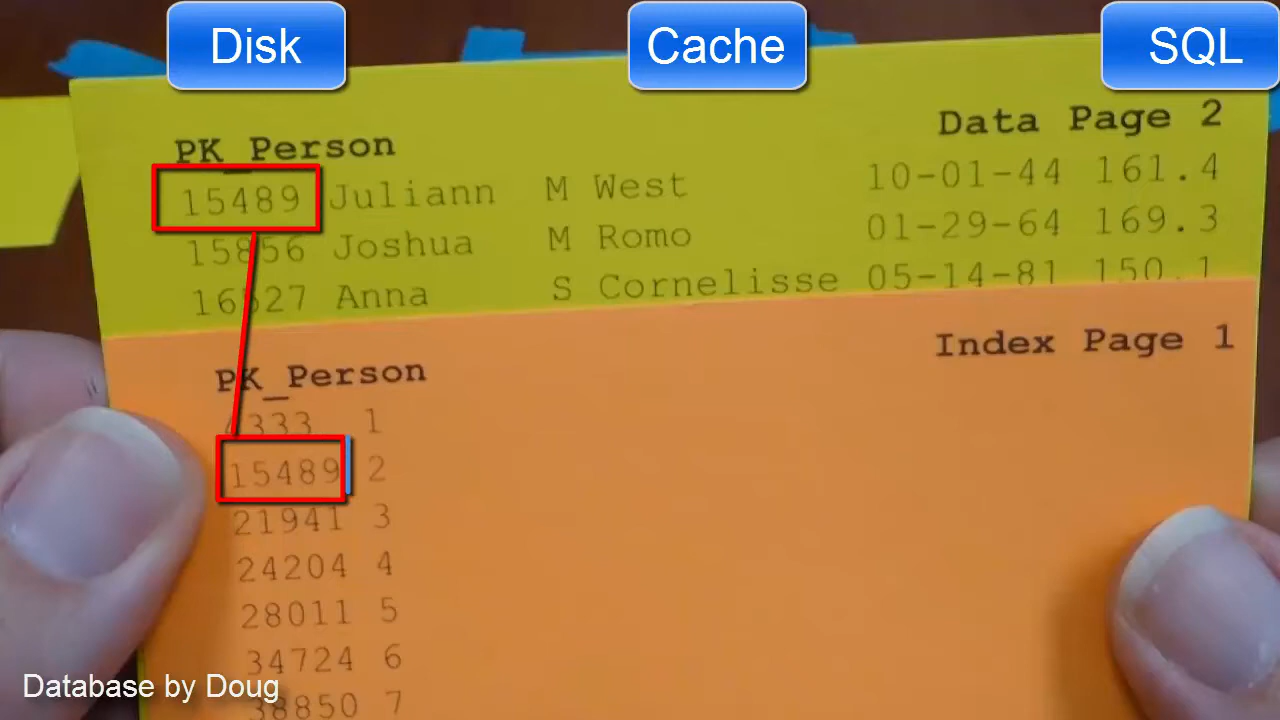 Disk Cache SQL
PK_Person Data Page 2
15489 Juliann M West 10-01-44 161.4
15856 Joshua M Romo 01-29-64 169.3
16527 Anna S Cornelisse 05-14-81 150.1
PK_Person Index Page 1
4333 1
15489 2
21941 3
24204 4
28011 5
34724 6
38850 7
Database by Doug